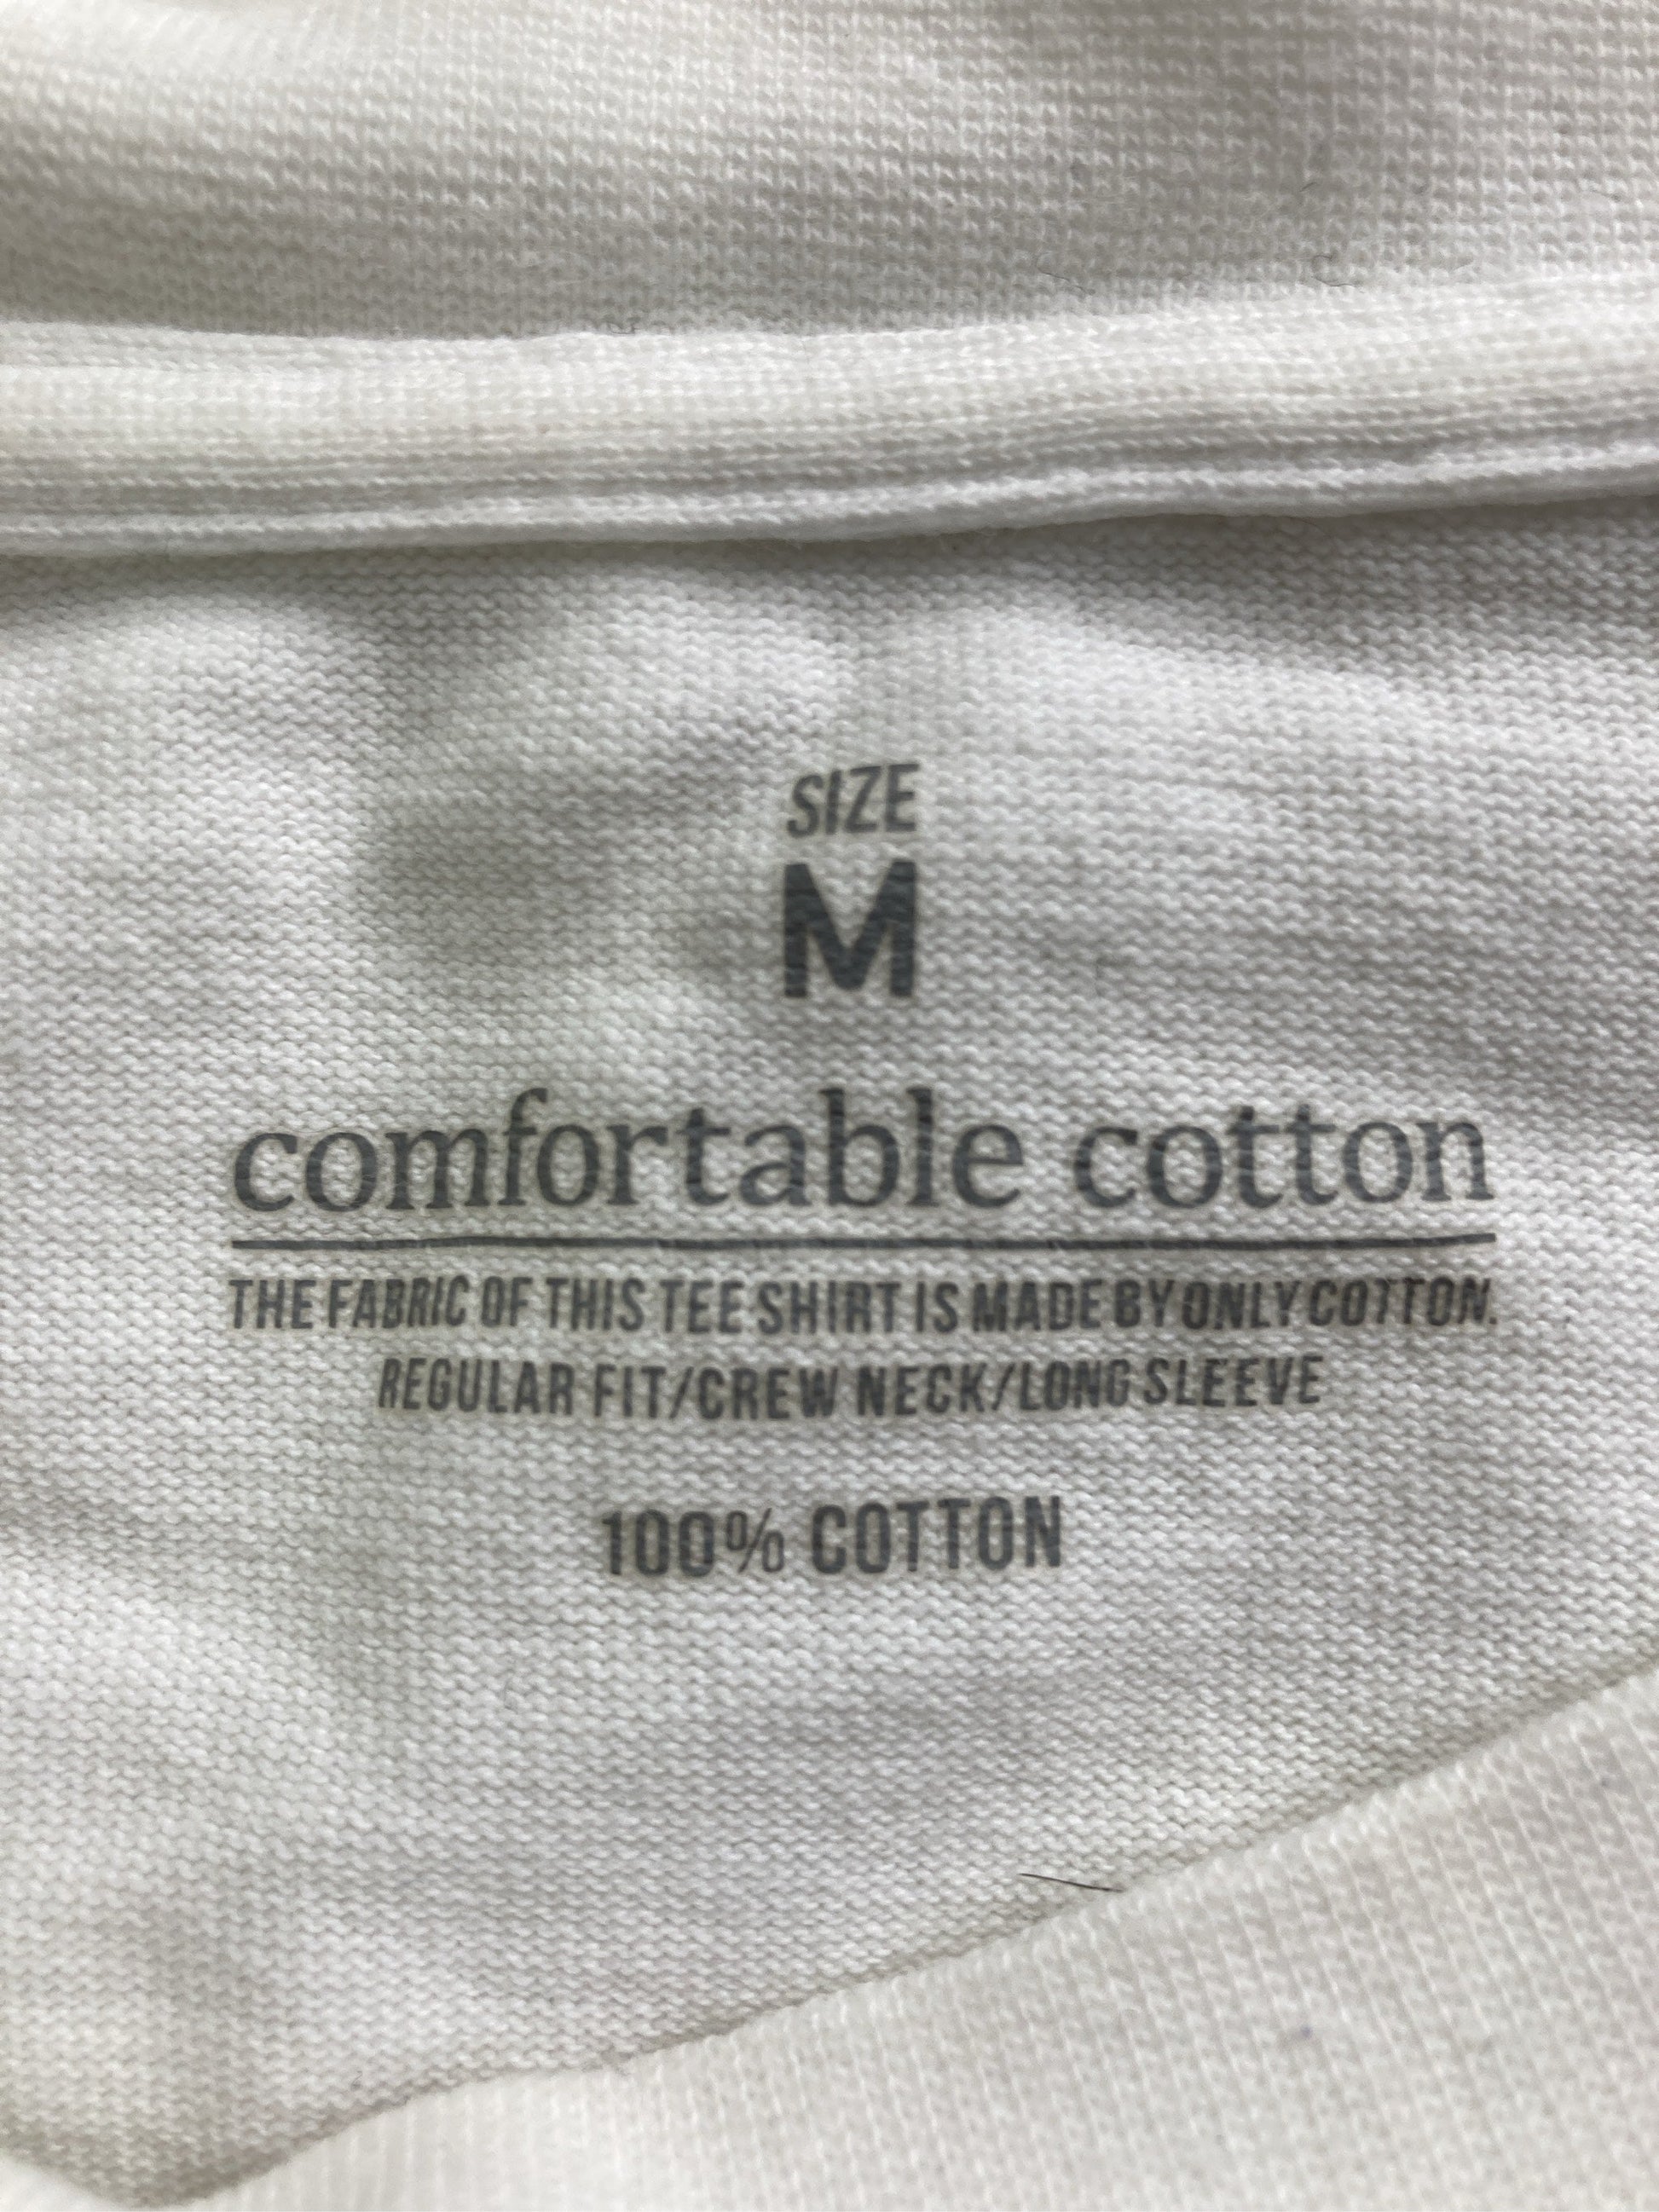 SIZE
M
comfortable cotton
THE FABRIC OF THIS TEE SHIRT IS MADE BY ONLY COTTON.
REGULAR FIT/CREW NECK/LONG SLEEVE
100% COTTON